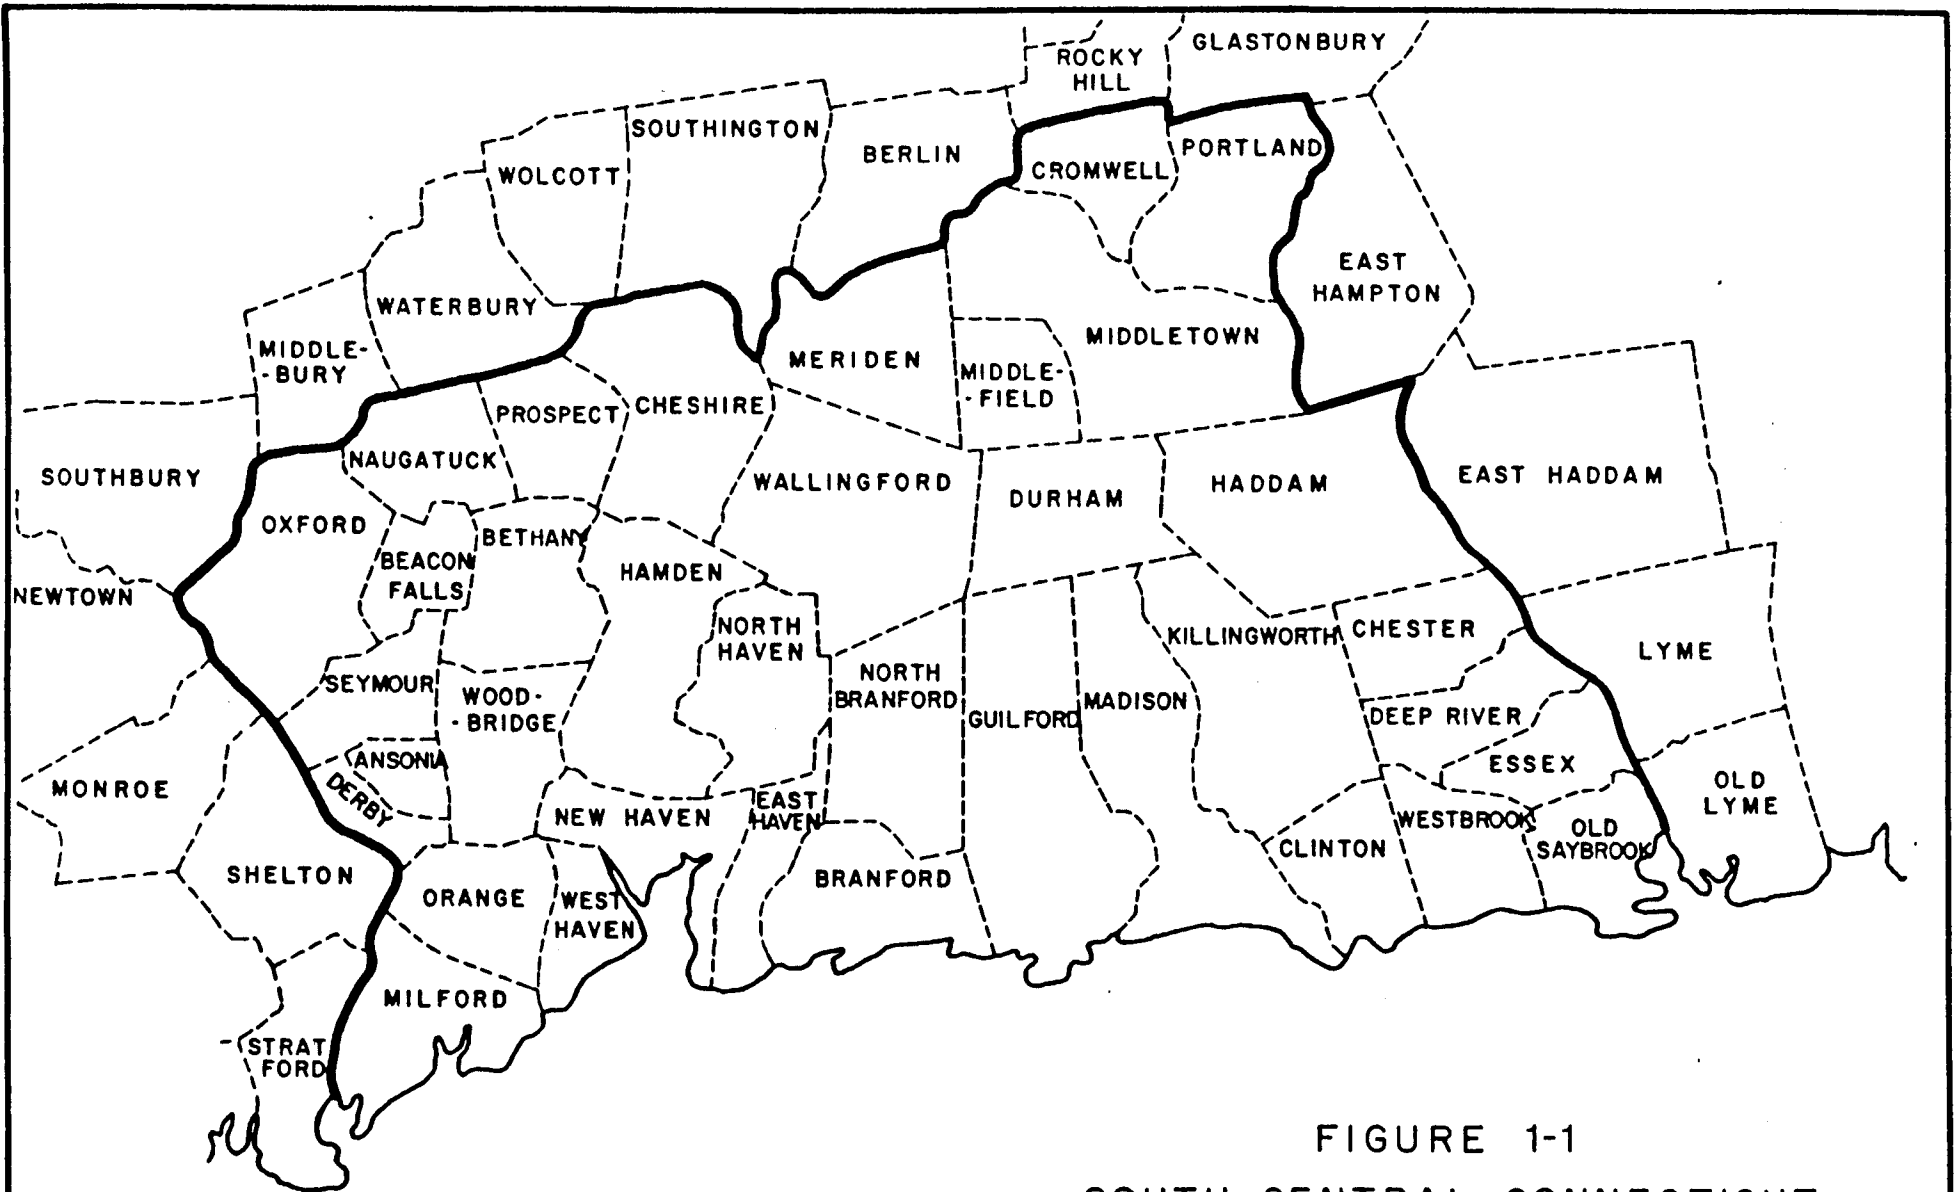 GLASTONBURY
ROCKY
HILL
SOUTHINGTON
BERLIN
PORTLAND
CROMWELL
WOLCOTT
EAST
HAMPTON
WATERBURY
MIDDLETOWN
MIDDLE-
-BURY
MERIDEN
MIDDLE-
-FIELD
PROSPECT
CHESHIRE
NAUGATUCK
SOUTHBURY
WALLINGFORD
DURHAM
HADDAM
EAST HADDAM
OXFORD
BETHANY
BEACON
FALLS
HAMDEN
NEWTOWN
NORTH
HAVEN
KILLINGWORTH
CHESTER
LYME
SEYMOUR
WOOD-
-BRIDGE
NORTH
BRANFORD
GUILFORD
MADISON
DEEP RIVER
ANSONIA
ESSEX
MONROE
DERBY
OLD
LYME
NEW HAVEN
EAST
HAVEN
WESTBROOK
OLD
SAYBROOK
CLINTON
SHELTON
ORANGE
WEST
HAVEN
BRANFORD
MILFORD
STRAT
FORD
FIGURE 1-1
SOUTH CENTRAL CONNECTICUT